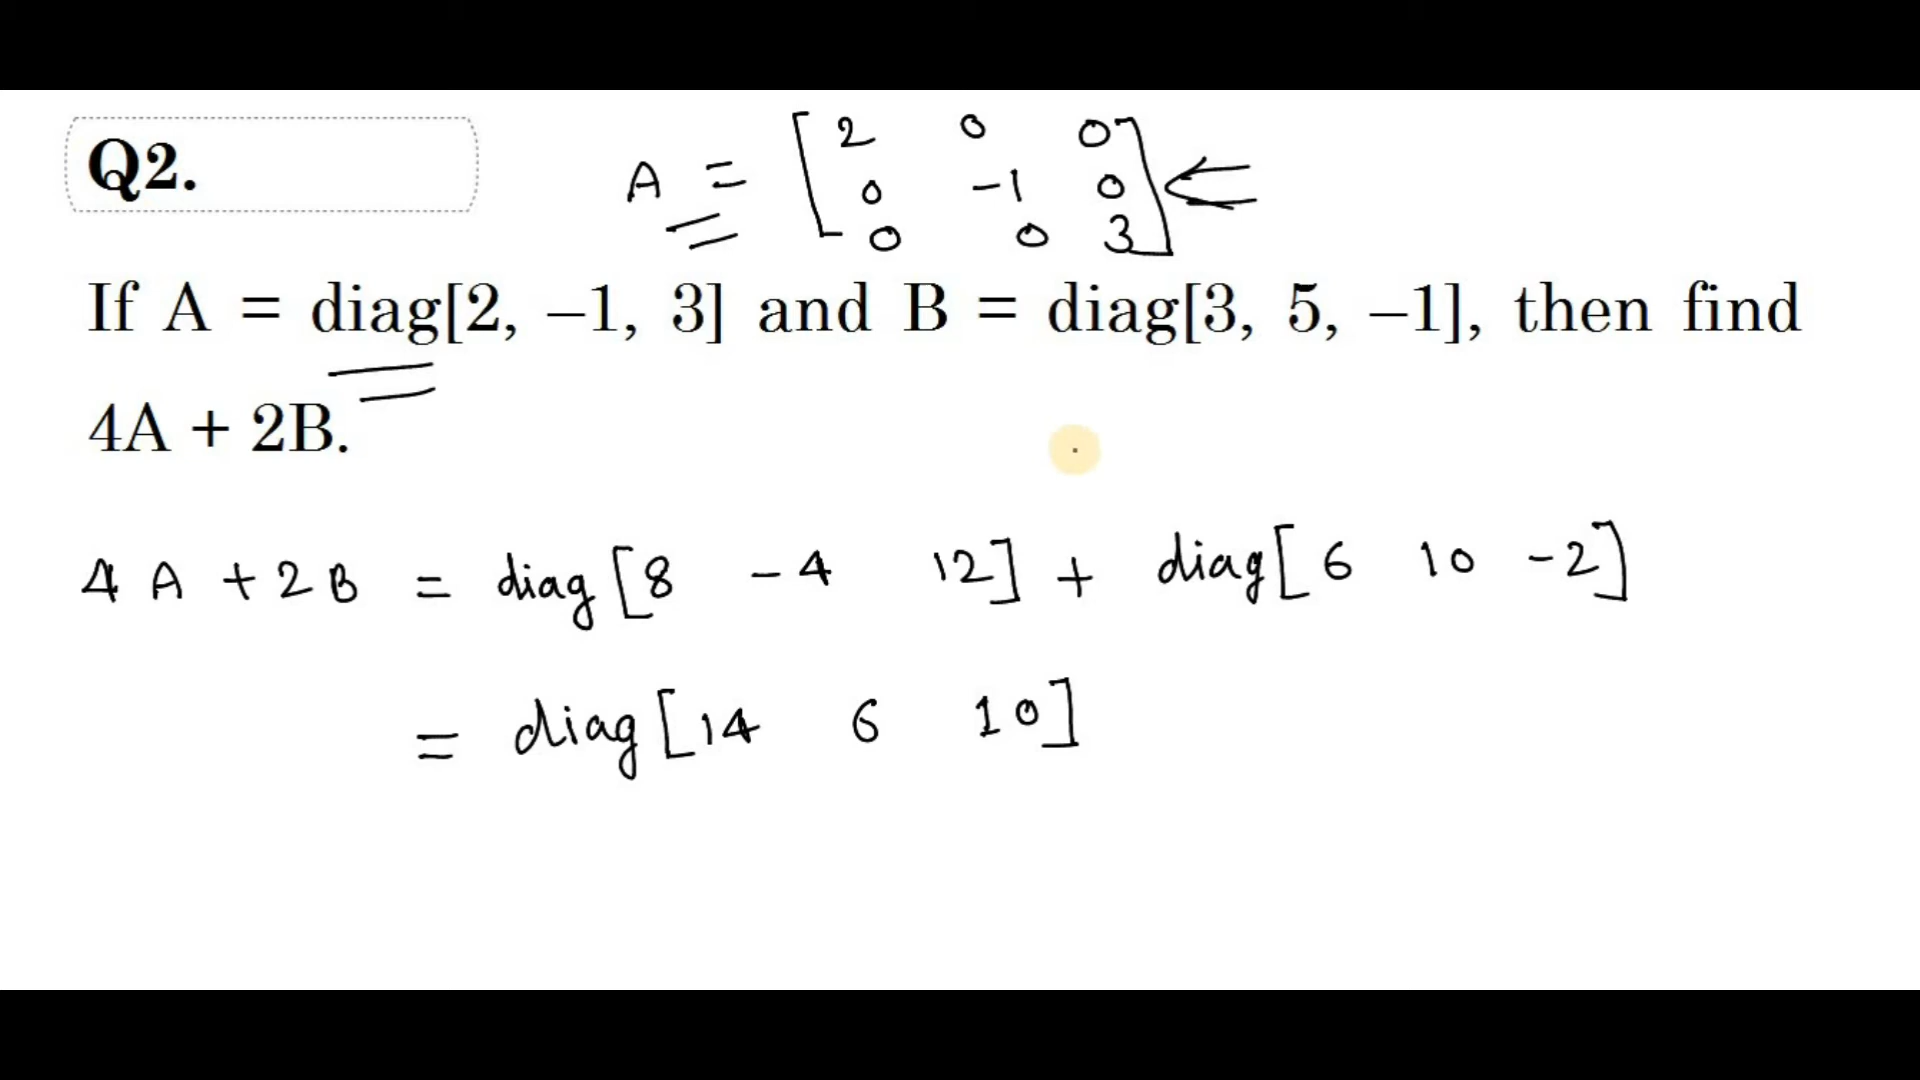 Q2.
A = [2 0 0
0 -1 0
0 0 3]
If A = diag[2, –1, 3] and B = diag[3, 5, –1], then find
4A + 2B.
4 A + 2 B = diag [8 -4 12] + diag [6 10 -2]
= diag [14 6 10]